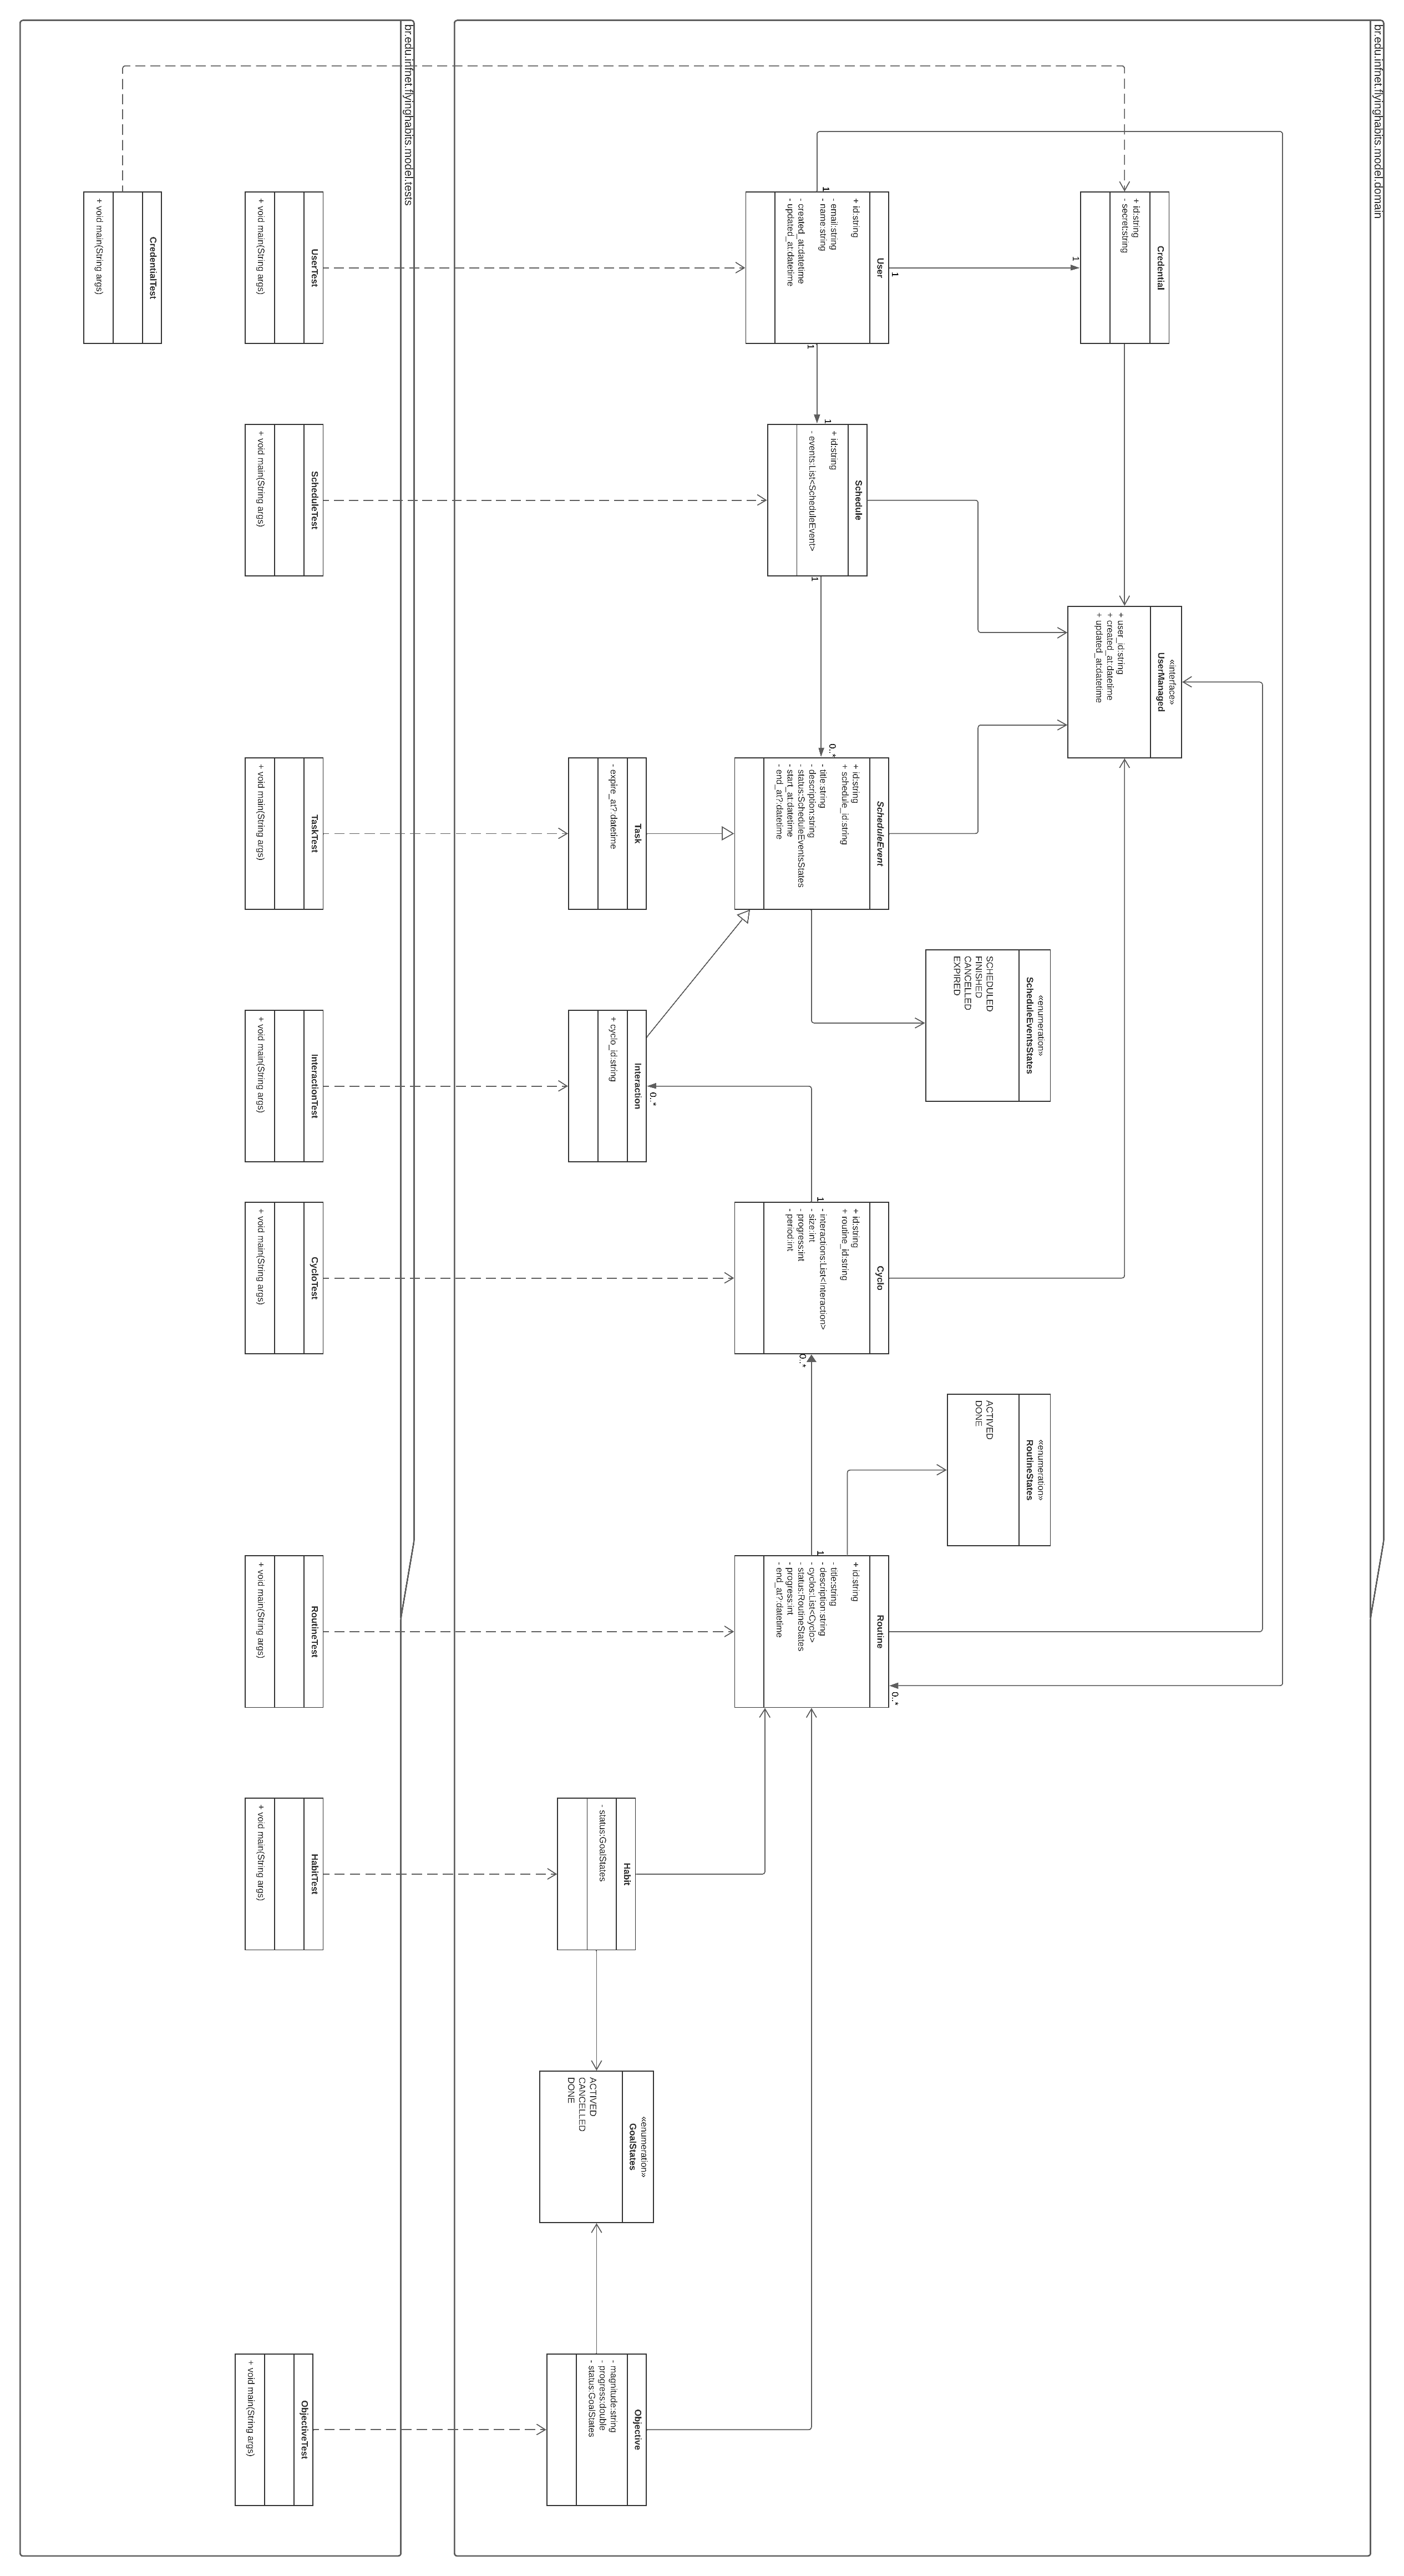 br.edu.infnet.flyinghabits.model.domain
Credential
+ id:string
- secret:string
1
«interface»
UserManaged
+ user_id:string
+ created_at:datetime
+ updated_at:datetime
«enumeration»
ScheduleEventsStates
SCHEDULED
FINISHED
CANCELLED
EXPIRED
«enumeration»
RoutineStates
ACTIVED
DONE
1
User
+ id:string
- email:string
- name:string
- created_at:datetime
- updated_at:datetime
1
1
1
Schedule
+ id:string
- events:List<ScheduleEvent>
1
0..*
ScheduleEvent
+ id:string
+ schedule_id:string
- title:string
- description:string
- status:ScheduleEventsStates
- start_at:datetime
- end_at?:datetime
1
Cyclo
+ id:string
+ routine_id:string
- interactions:List<Interaction>
- size:int
- progress:int
- period:int
0..*
1
Routine
+ id:string
- title:string
- description:string
- cyclos:List<Cyclo>
- status:RoutineStates
- progress:int
- end_at?:datetime
0..*
Task
- expire_at?:datetime
0..*
Interaction
+ cyclo_id:string
Habit
- status:GoalStates
«enumeration»
GoalStates
ACTIVED
CANCELLED
DONE
Objective
- magnitude:string
- progress:double
- status:GoalStates
br.edu.infnet.flyinghabits.model.tests
UserTest
+ void main(String args)
ScheduleTest
+ void main(String args)
TaskTest
+ void main(String args)
InteractionTest
+ void main(String args)
CycloTest
+ void main(String args)
RoutineTest
+ void main(String args)
HabitTest
+ void main(String args)
ObjectiveTest
+ void main(String args)
CredentialTest
+ void main(String args)